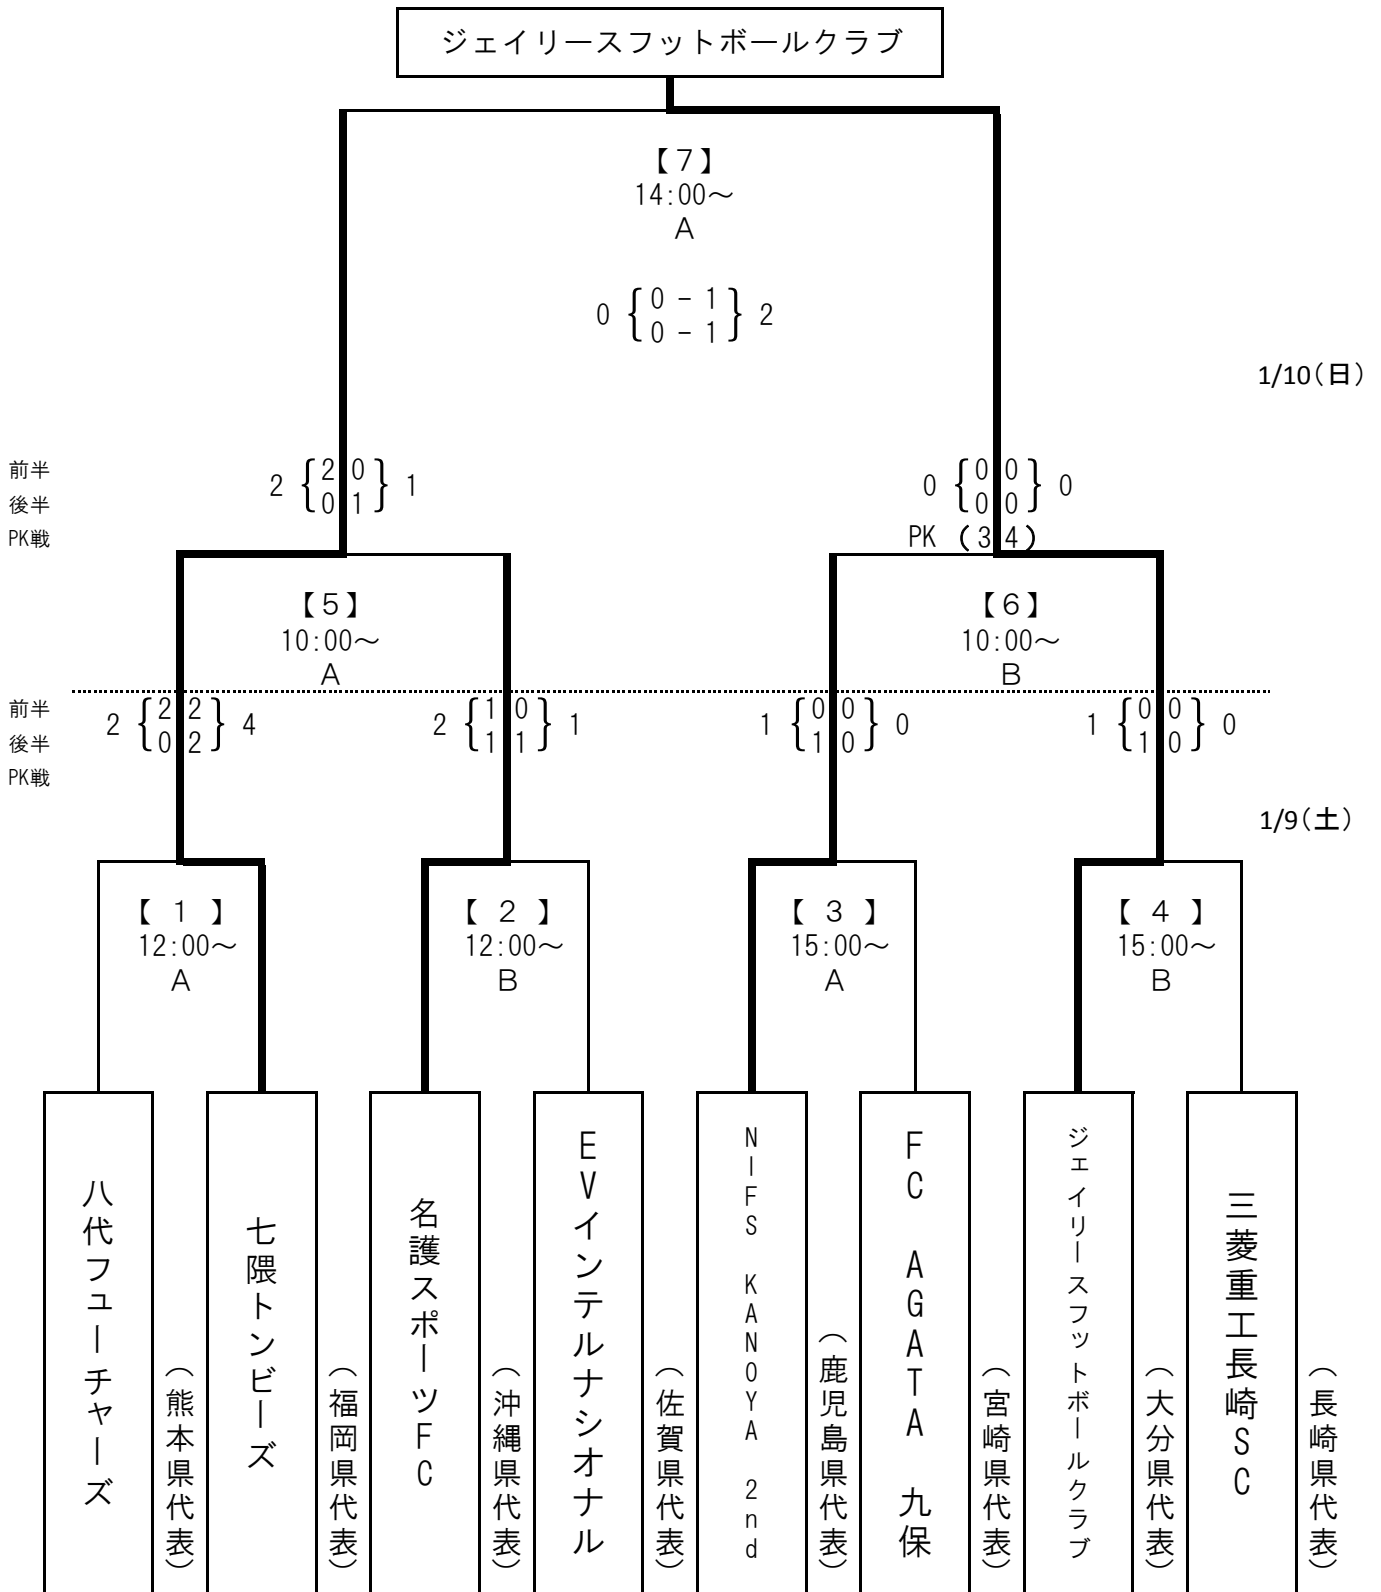 ジェイリースフットボールクラブ
【7】
14:00～
A
0 { 0 - 1 } 2
0 - 1
1/10(日)
前半
後半
PK戦
2 { 2 0 } 1
0 1
0 { 0 0 } 0
0 0
PK (3 4)
【5】
10:00～
A
【6】
10:00～
B
前半
後半
PK戦
2 { 2 2 } 4
0 2
2 { 1 0 } 1
1 1
1 { 0 0 } 0
1 0
1 { 0 0 } 0
1 0
1/9(土)
【 1 】
12:00～
A
【 2 】
12:00～
B
【 3 】
15:00～
A
【 4 】
15:00～
B
八代フューチャーズ
(熊本県代表)
七隈トンビーズ
(福岡県代表)
名護スポーツFC
(沖縄県代表)
EVインテルナシオナル
(佐賀県代表)
NIFS KANOYA 2nd
(鹿児島県代表)
FC AGATA 九保
(宮崎県代表)
ジェイリースフットボールクラブ
(大分県代表)
三菱重工長崎SC
(長崎県代表)